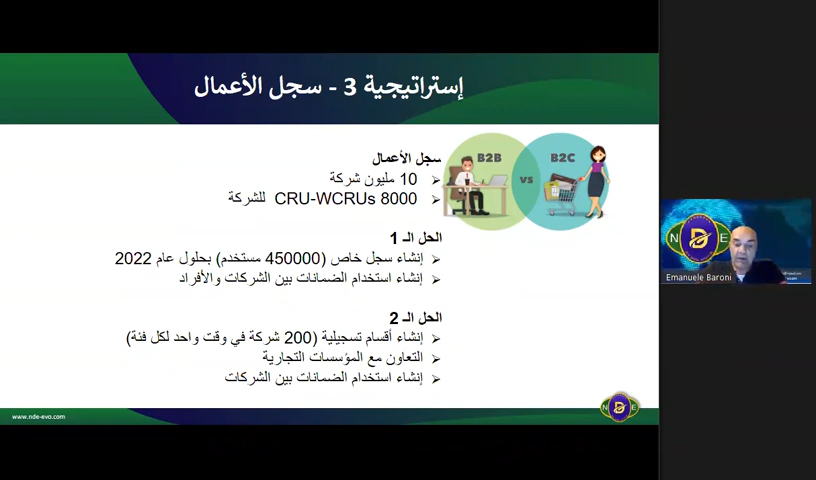 إستراتيجية 3 - سجل الأعمال
B2B
VS
B2C
سجل الأعمال
10 مليون شركة
8000 CRU-WCRUs للشركة
الحل الـ 1
إنشاء سجل خاص (450000 مستخدم) بحلول عام 2022
إنشاء استخدام الضمانات بين الشركات والأفراد
الحل الـ 2
إنشاء أقسام تسجيلية (200 شركة في وقت واحد لكل فئة)
التعاون مع المؤسسات التجارية
إنشاء استخدام الضمانات بين الشركات
www.nde-evo.com
N D E
N D E
Emanuele Baroni